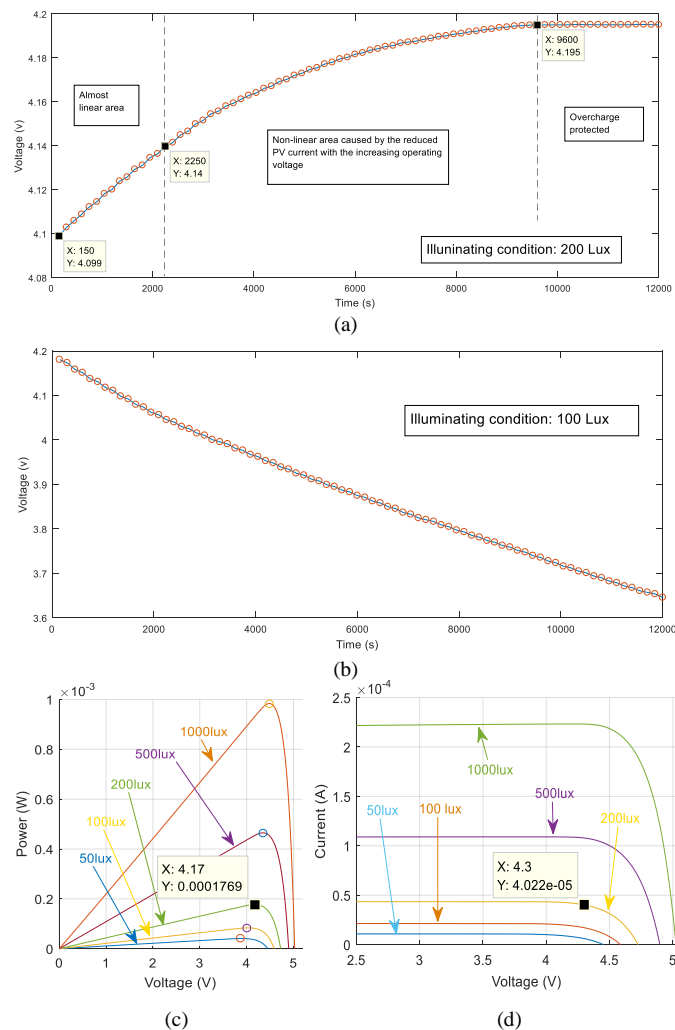 4.2
4.18
4.16
4.14
4.12
4.1
4.08
Voltage (v)
Almost
linear area
X: 150
Y: 4.099
X: 2250
Y: 4.14
Non-linear area caused by the reduced
PV current with the increasing operating
voltage
X: 9600
Y: 4.195
Overcharge
protected
Illuninating condition: 200 Lux
0
2000
4000
6000
8000
10000
12000
Time (s)
(a)
4.2
4.1
4
3.9
3.8
3.7
3.6
Voltage (v)
Illuminating condition: 100 Lux
0
2000
4000
6000
8000
10000
12000
Time (s)
(b)
× 10-3
1
0.8
0.6
0.4
0.2
0
Power (W)
1000lux
500lux
200lux
100lux
50lux
X: 4.17
Y: 0.0001769
0
1
2
3
4
5
Voltage (V)
(c)
× 10-4
2.5
2
1.5
1
0.5
0
Current (A)
1000lux
500lux
50lux
100 lux
200lux
X: 4.3
Y: 4.022e-05
2.5
3
3.5
4
4.5
5
Voltage (V)
(d)